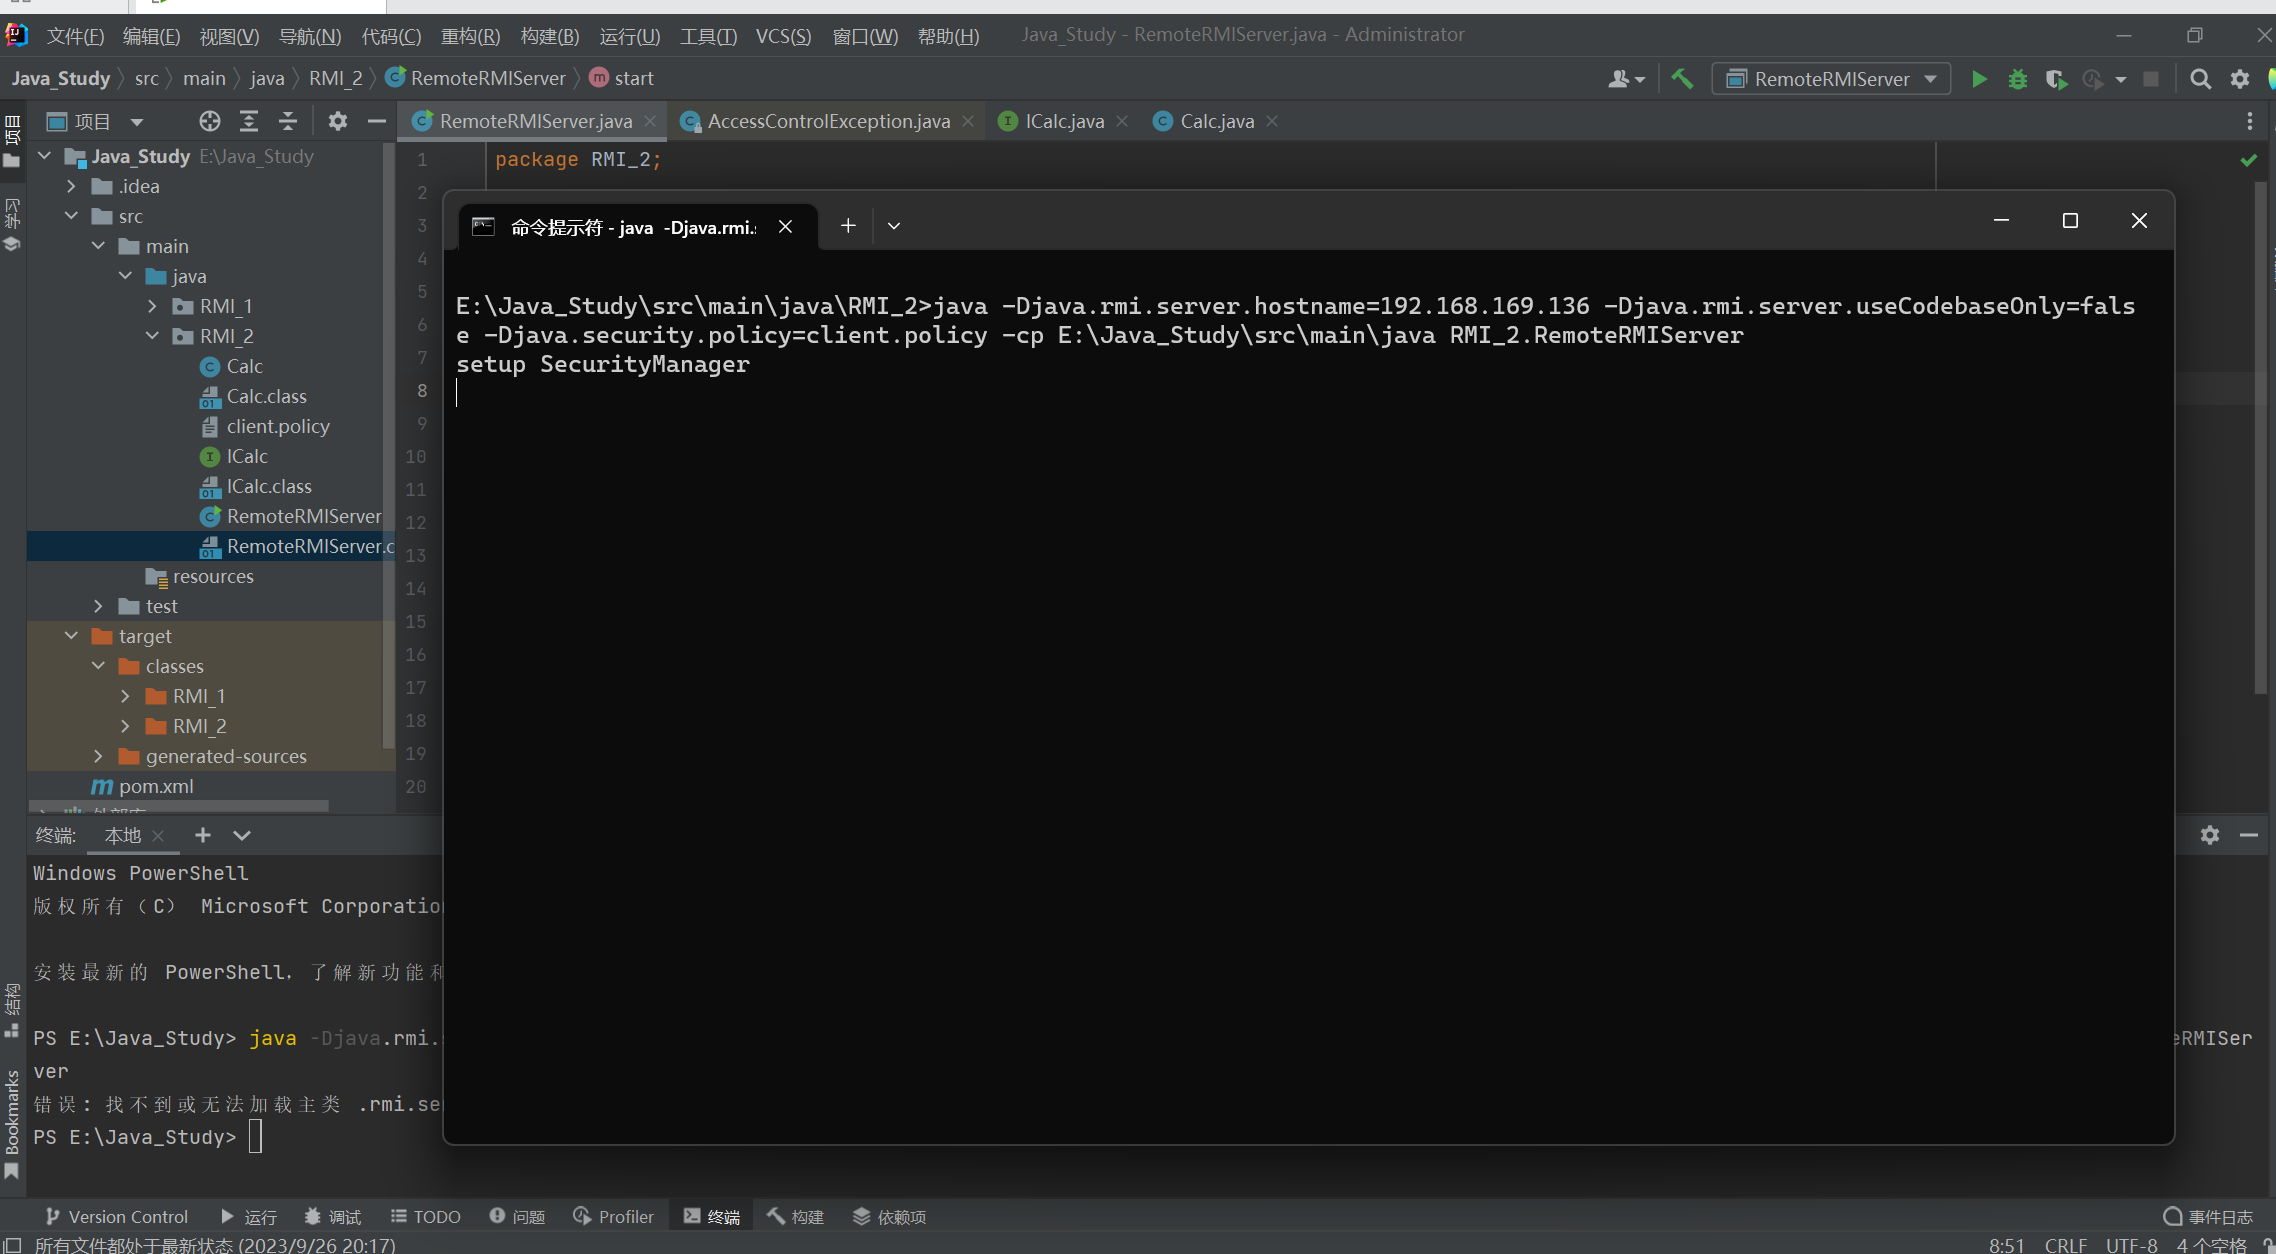 文件(F) 编辑(E) 视图(V) 导航(N) 代码(C) 重构(R) 构建(B) 运行(U) 工具(T) VCS(S) 窗口(W) 帮助(H) Java_Study - RemoteRMIServer.java - Administrator
Java_Study src main java RMI_2 RemoteRMIServer start RemoteRMIServer
项目
项目
RemoteRMIServer.java AccessControlException.java ICalc.java Calc.java
Java_Study E:\Java_Study
.idea
src
main
java
RMI_1
RMI_2
Calc
Calc.class
client.policy
ICalc
ICalc.class
RemoteRMIServer
RemoteRMIServer.c
resources
test
target
classes
RMI_1
RMI_2
generated-sources
pom.xml
学习
结构
Bookmarks
1 package RMI_2;
2
3
4
5
6
7
8
9
10
11
12
13
14
15
16
17
18
19
20
命令提示符 - java -Djava.rmi.
E:\Java_Study\src\main\java\RMI_2>java -Djava.rmi.server.hostname=192.168.169.136 -Djava.rmi.server.useCodebaseOnly=fals
e -Djava.security.policy=client.policy -cp E:\Java_Study\src\main\java RMI_2.RemoteRMIServer
setup SecurityManager
终端: 本地
Windows PowerShell
版权所有（C） Microsoft Corporation
安装最新的 PowerShell，了解新功能和
PS E:\Java_Study> java -Djava.rmi. eRMISer
ver
错误: 找不到或无法加载主类 .rmi.se
PS E:\Java_Study>
Version Control 运行 调试 TODO 问题 Profiler 终端 构建 依赖项 事件日志
所有文件都处于最新状态 (2023/9/26 20:17) 8:51 CRLF UTF-8 4 个空格